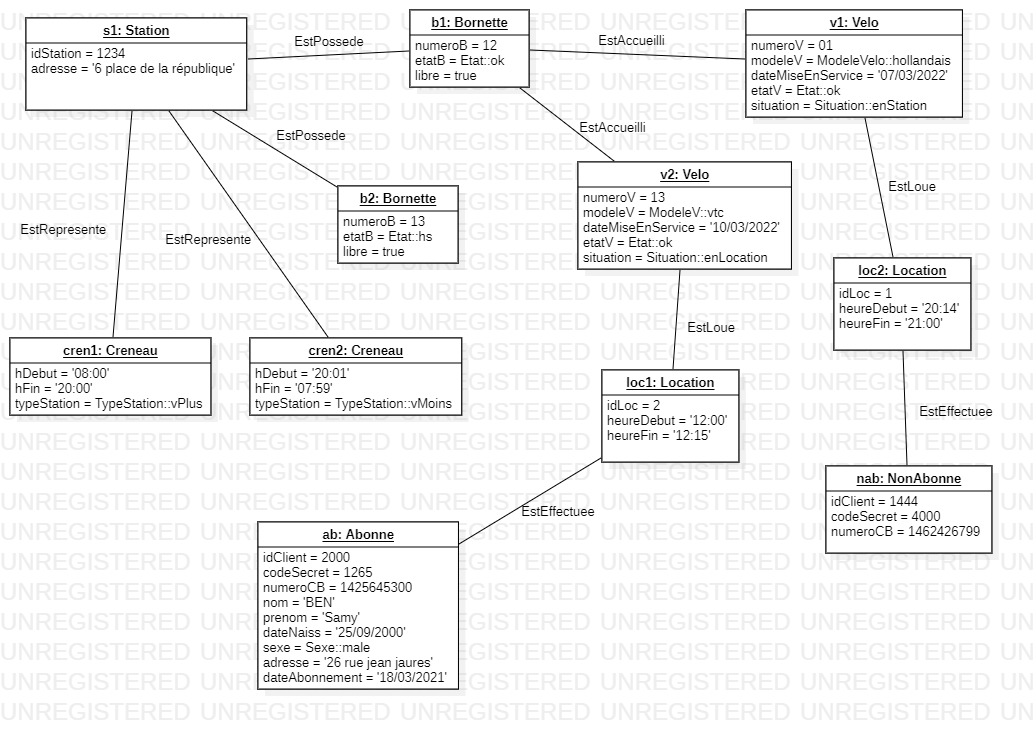 s1: Station
idStation = 1234
adresse = '6 place de la république'
EstPossede
b1: Bornette
numeroB = 12
etatB = Etat::ok
libre = true
EstAccueilli
v1: Velo
numeroV = 01
modeleV = ModeleVelo::hollandais
dateMiseEnService = '07/03/2022'
etatV = Etat::ok
situation = Situation::enStation
EstPossede
EstAccueilli
b2: Bornette
numeroB = 13
etatB = Etat::hs
libre = true
v2: Velo
numeroV = 13
modeleV = ModeleV::vtc
dateMiseEnService = '10/03/2022'
etatV = Etat::ok
situation = Situation::enLocation
EstLoue
EstRepresente
EstRepresente
loc2: Location
idLoc = 1
heureDebut = '20:14'
heureFin = '21:00'
EstLoue
cren1: Creneau
hDebut = '08:00'
hFin = '20:00'
typeStation = TypeStation::vPlus
cren2: Creneau
hDebut = '20:01'
hFin = '07:59'
typeStation = TypeStation::vMoins
loc1: Location
idLoc = 2
heureDebut = '12:00'
heureFin = '12:15'
EstEffectuee
EstEffectuee
nab: NonAbonne
idClient = 1444
codeSecret = 4000
numeroCB = 1462426799
ab: Abonne
idClient = 2000
codeSecret = 1265
numeroCB = 1425645300
nom = 'BEN'
prenom = 'Samy'
dateNaiss = '25/09/2000'
sexe = Sexe::male
adresse = '26 rue jean jaures'
dateAbonnement = '18/03/2021'
UNREGISTERED